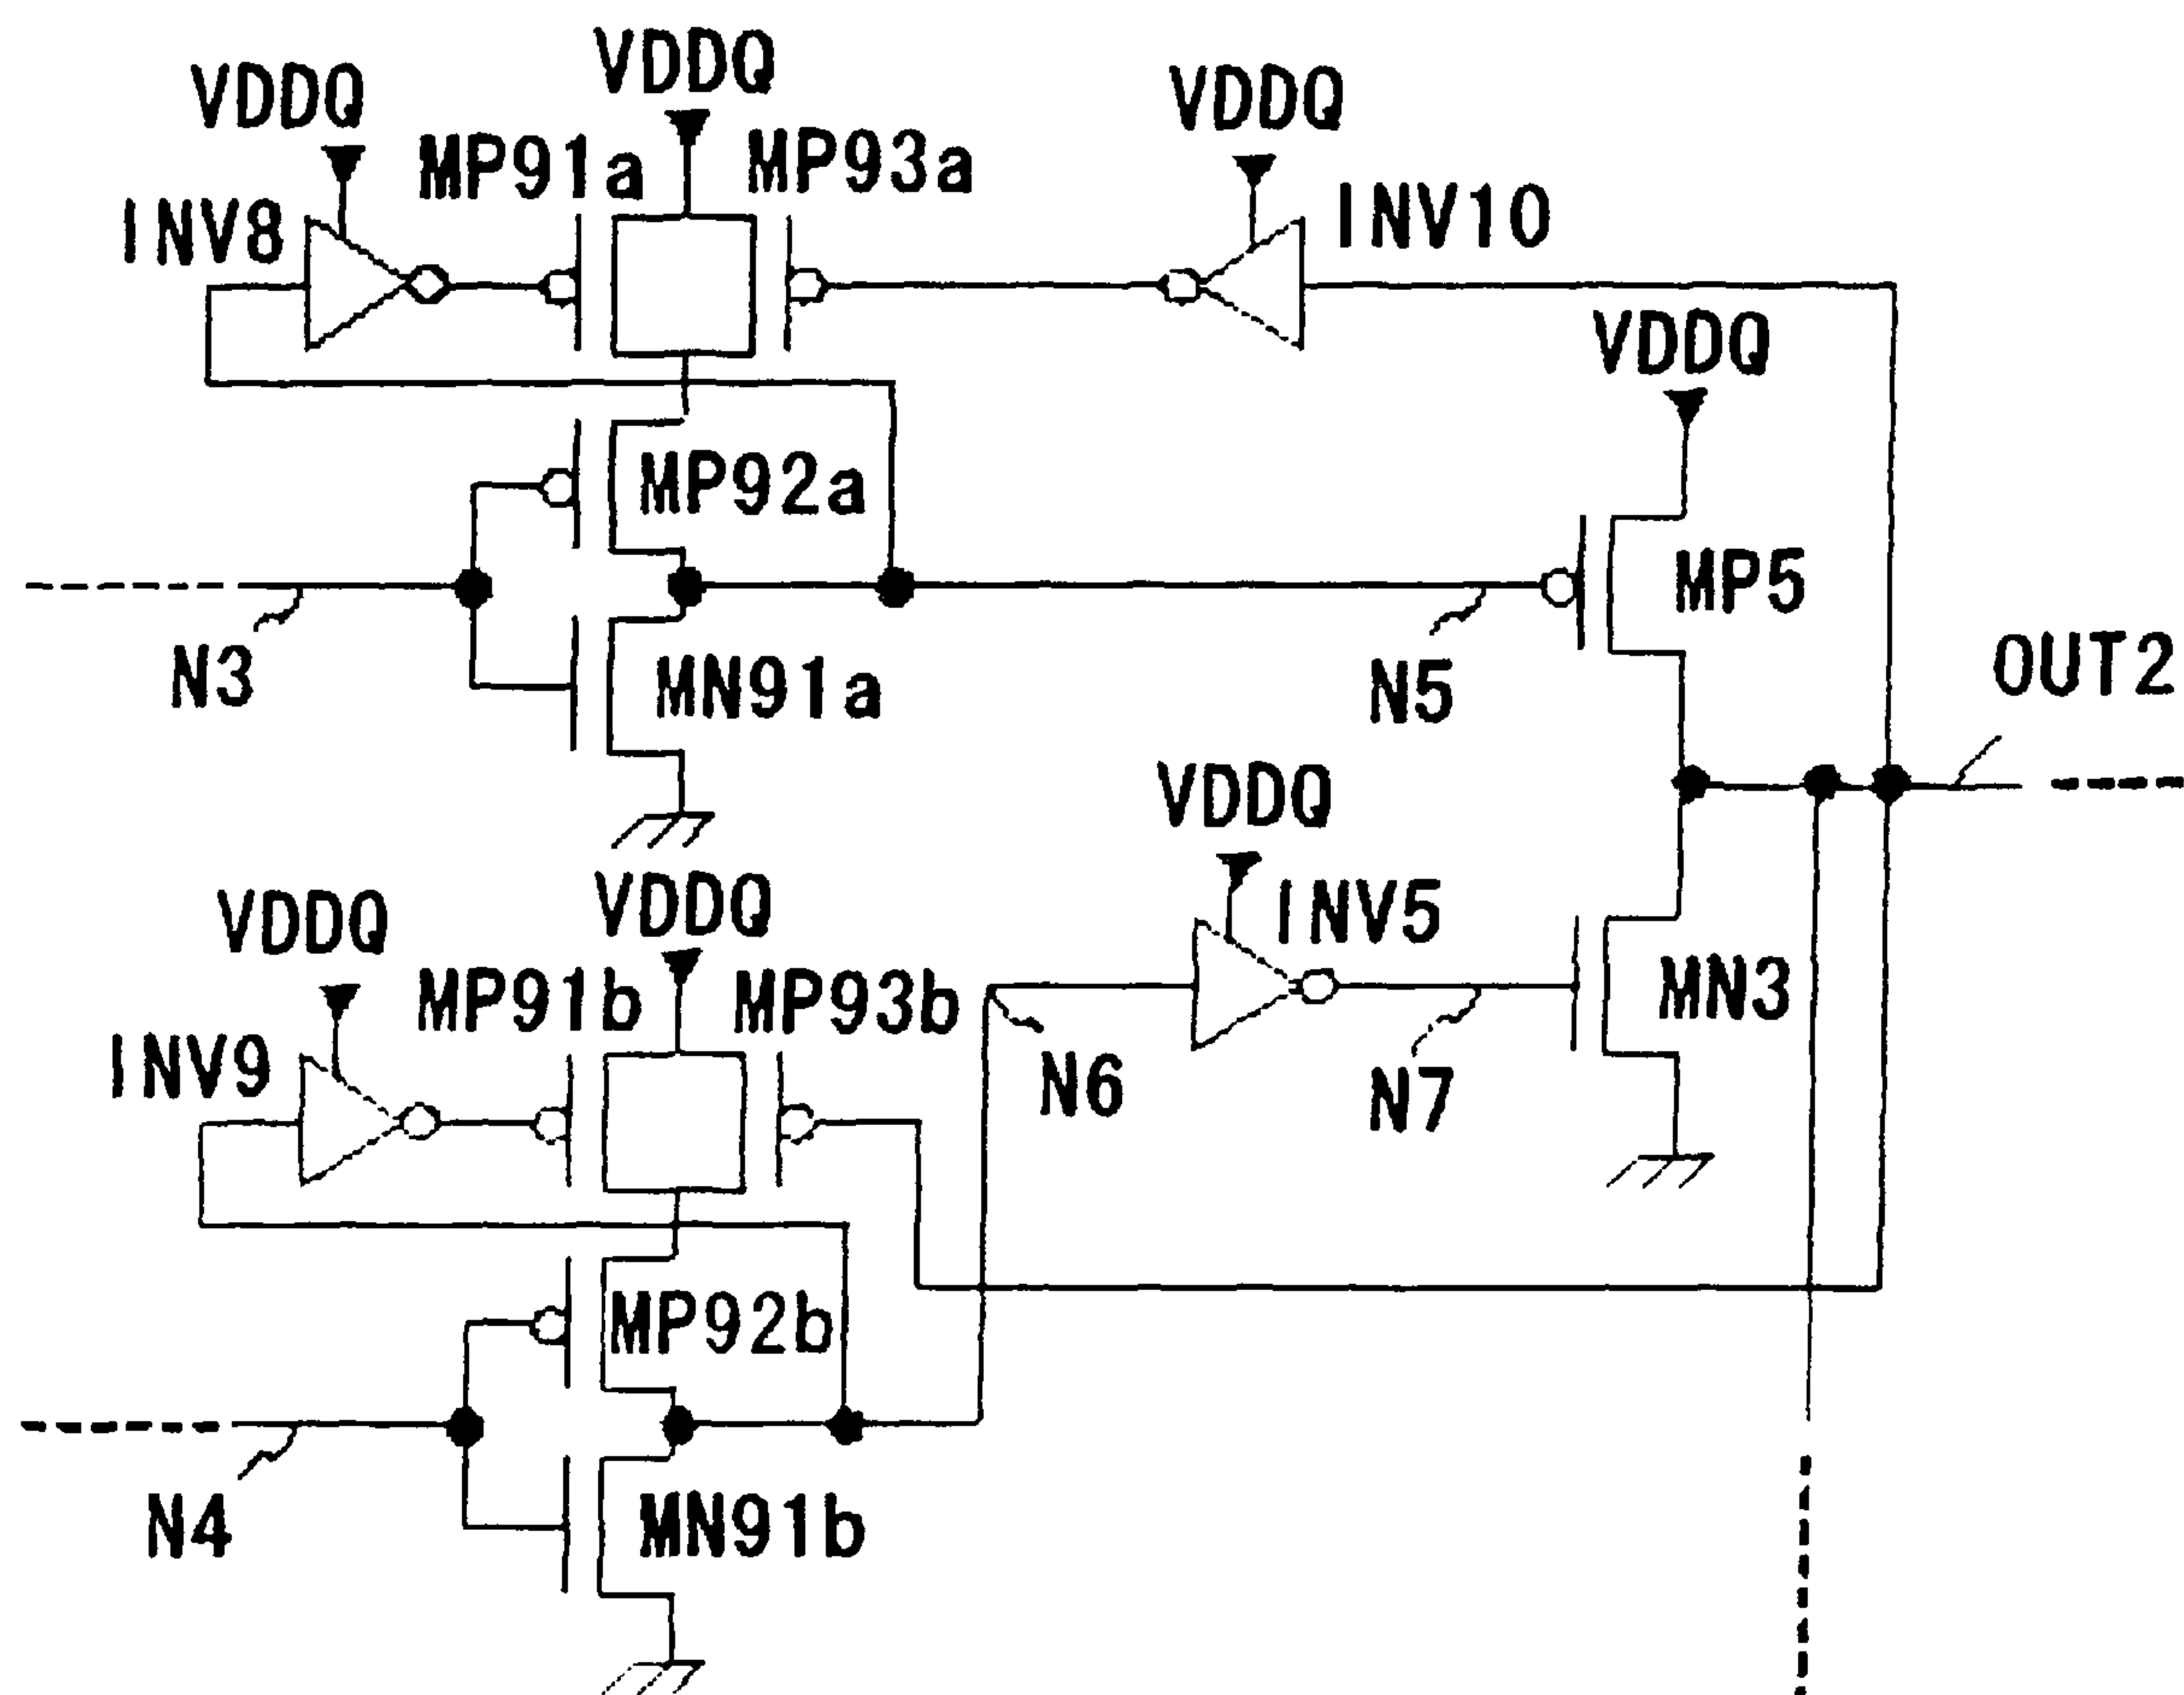 VDDQ
VDDQ
VDDQ
MP91a
MP93a
INV8
INV10
VDDQ
MP92a
MP5
N3
MN91a
N5
OUT2
VDDQ
VDDQ
VDDQ
INV5
MP91b
MP93b
MN3
INV9
N6
N7
MP92b
N4
MN91b